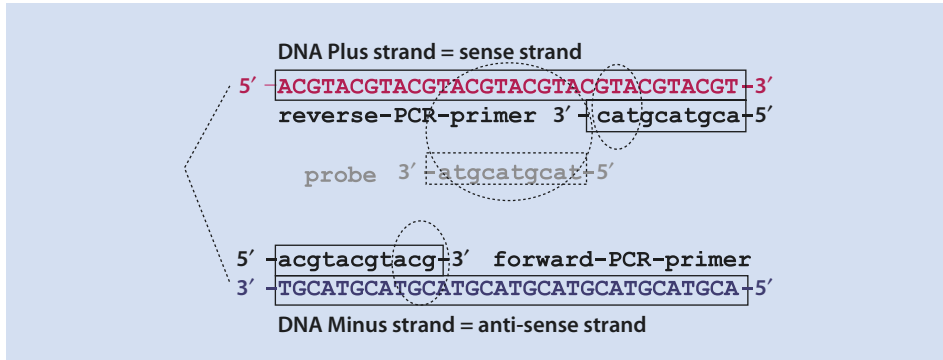 DNA Plus strand = sense strand
5′ -ACGTACGTACGTACGTACGTACGTACGTACGT-3′
reverse-PCR-primer 3′ -catgcatgca-5′
probe 3′ -atgcatgcat-5′
5′ -acgtacgtacg-3′ forward-PCR-primer
3′ -TGCATGCATGCATGCATGCATGCATGCATGCA-5′
DNA Minus strand = anti-sense strand